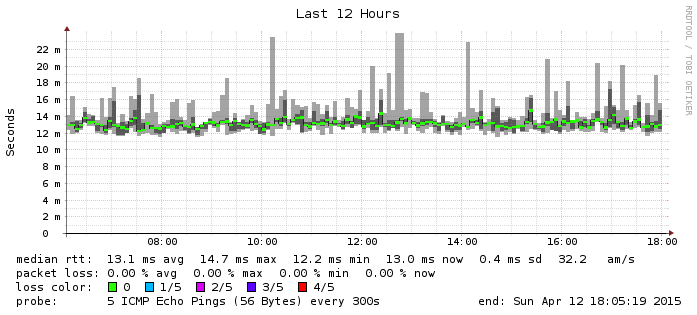 Last 12 Hours
RRDTOOL / TOBI OETIKER
Seconds
22 m
20 m
18 m
16 m
14 m
12 m
10 m
8 m
6 m
4 m
2 m
0
08:00 10:00 12:00 14:00 16:00 18:00
median rtt: 13.1 ms avg 14.7 ms max 12.2 ms min 13.0 ms now 0.4 ms sd 32.2 am/s
packet loss: 0.00 % avg 0.00 % max 0.00 % min 0.00 % now
loss color: 0 1/5 2/5 3/5 4/5
probe: 5 ICMP Echo Pings (56 Bytes) every 300s end: Sun Apr 12 18:05:19 2015